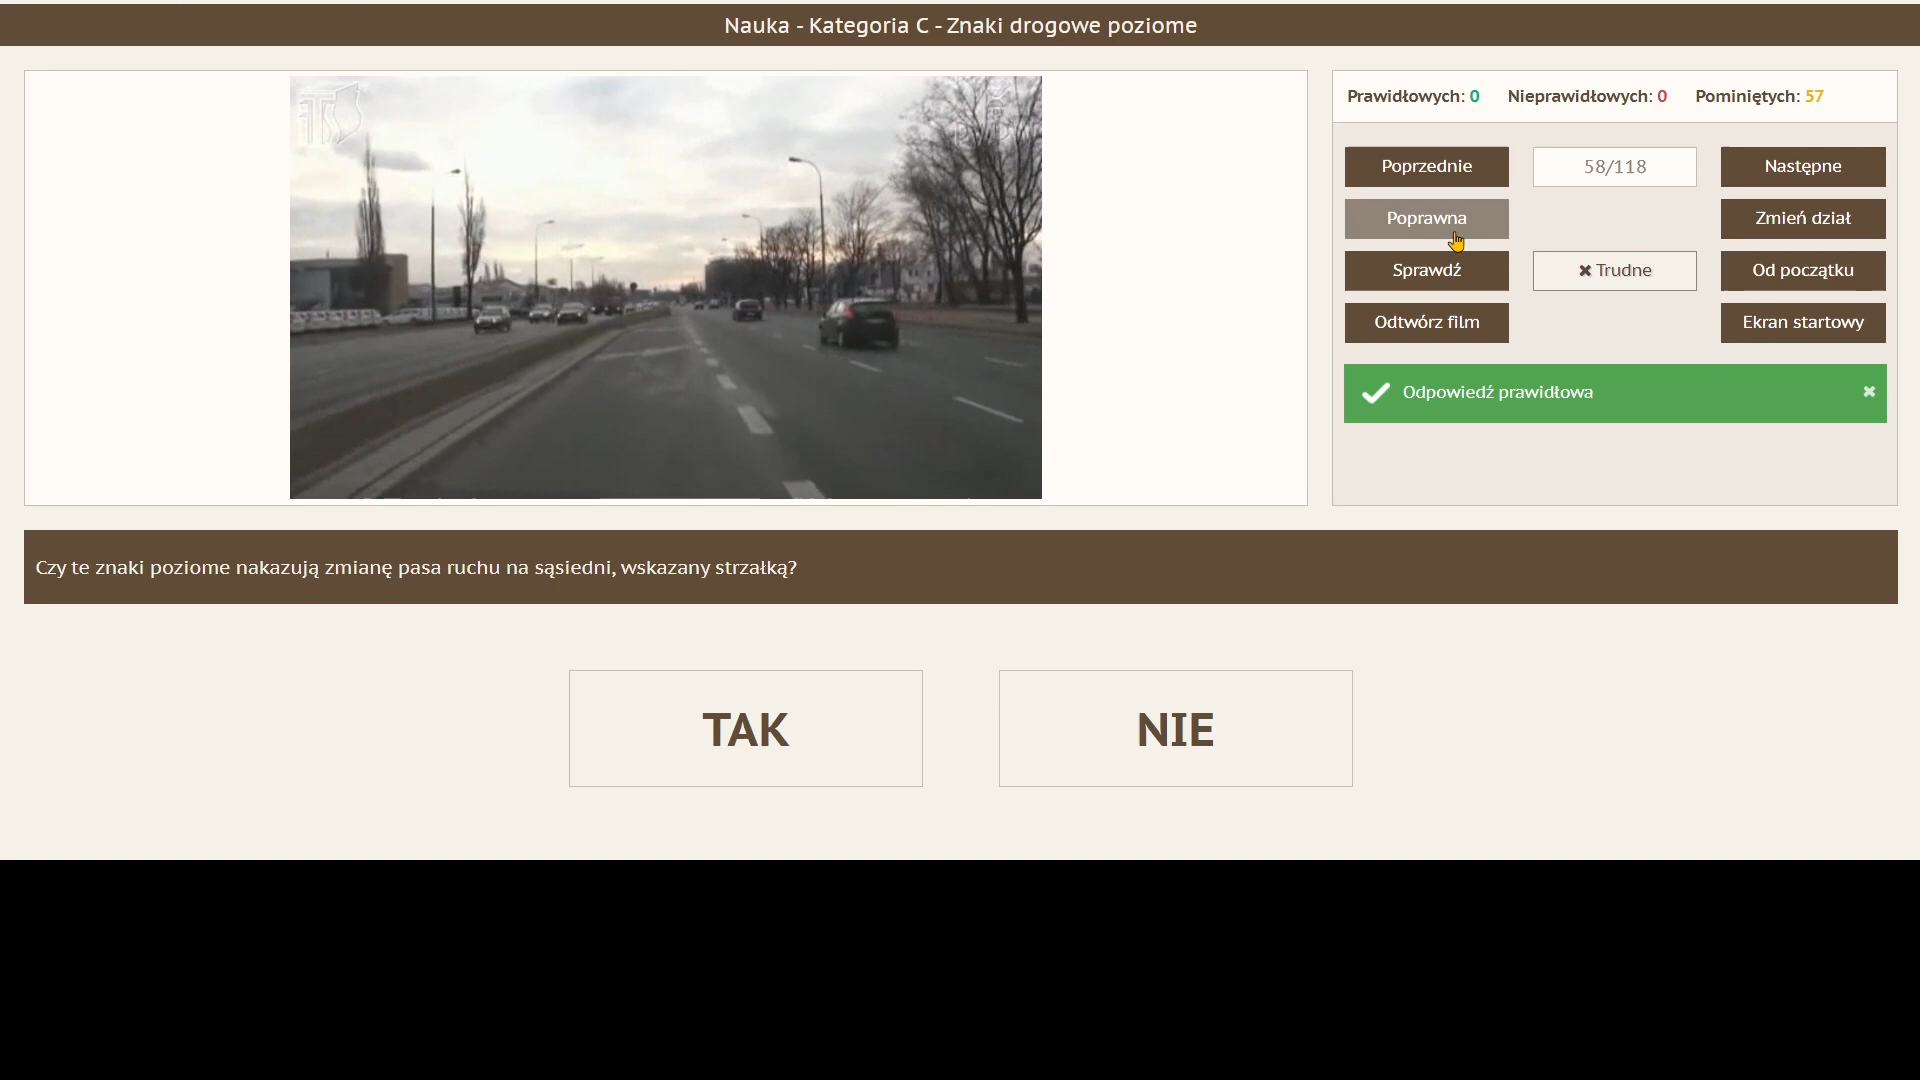 Nauka - Kategoria C - Znaki drogowe poziome
Prawidłowych: 0 Nieprawidłowych: 0 Pominiętych: 57
Poprzednie 58/118 Następne
Poprawna Zmień dział
Sprawdź ✖ Trudne Od początku
Odtwórz film Ekran startowy
Odpowiedź prawidłowa
Czy te znaki poziome nakazują zmianę pasa ruchu na sąsiedni, wskazany strzałką?
TAK NIE